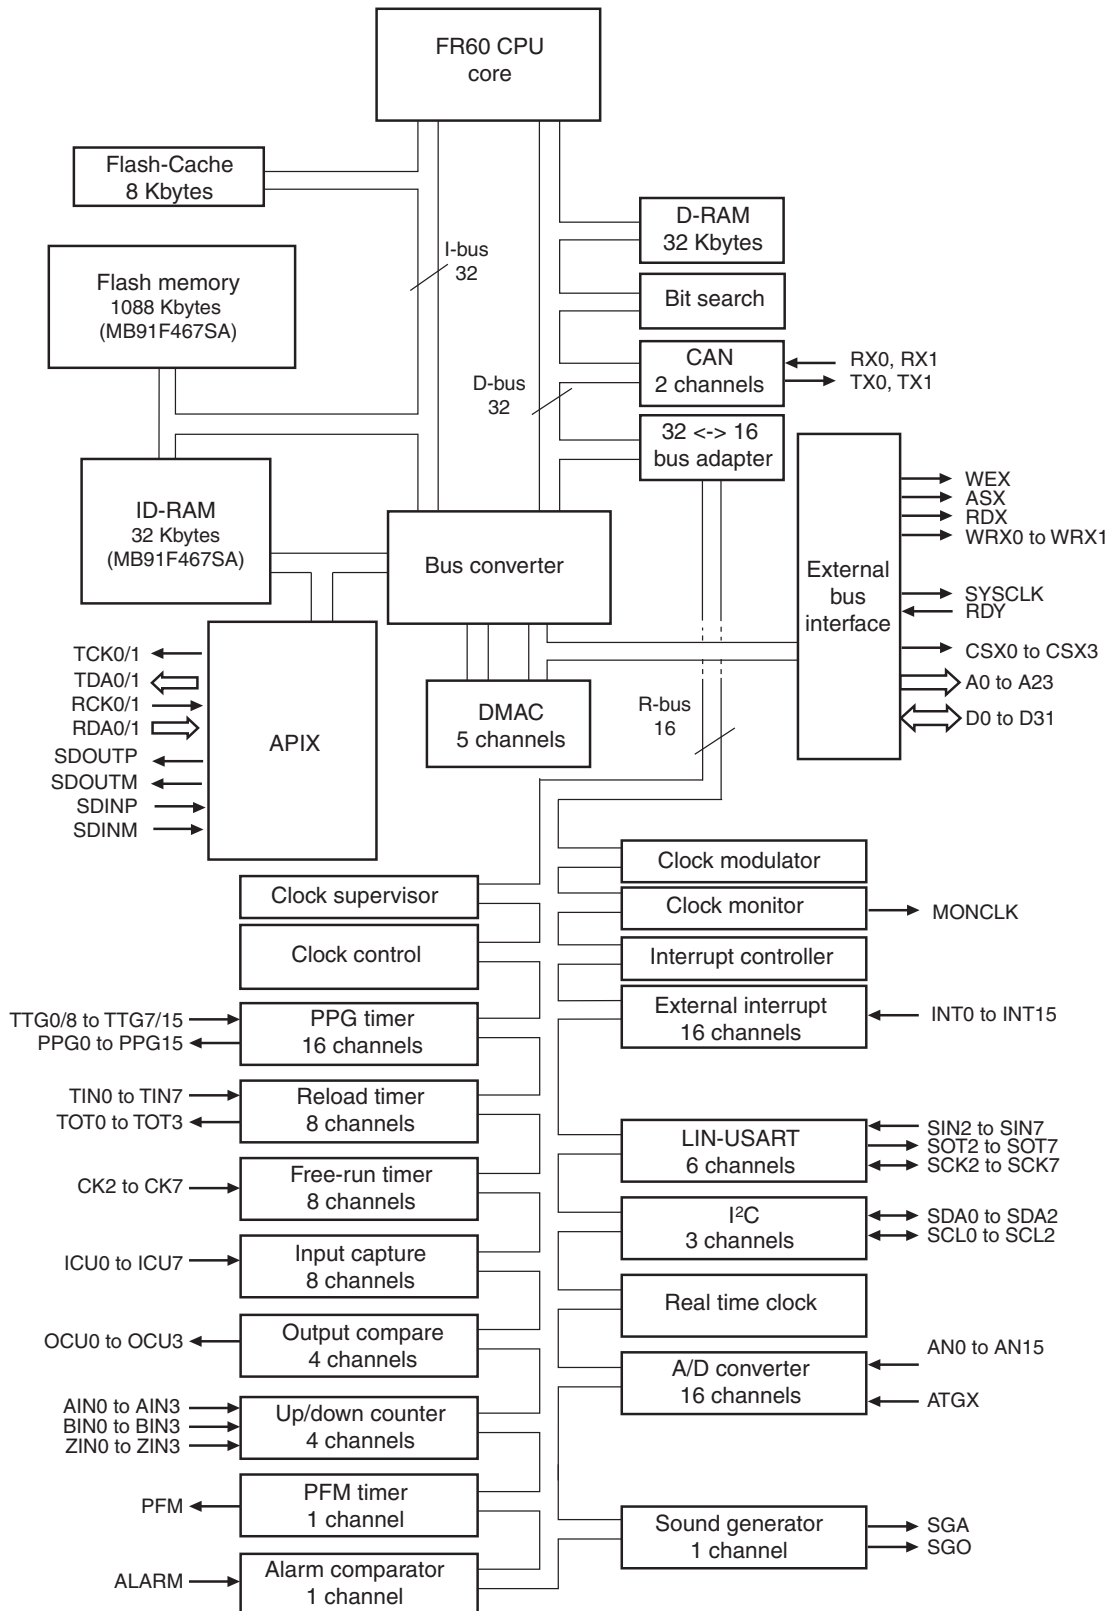 FR60 CPU
core
Flash-Cache
8 Kbytes
D-RAM
32 Kbytes
I-bus
32
Flash memory
1088 Kbytes
(MB91F467SA)
Bit search
CAN
2 channels
RX0, RX1
TX0, TX1
D-bus
32
32 <-> 16
bus adapter
ID-RAM
32 Kbytes
(MB91F467SA)
Bus converter
External
bus
interface
WEX
ASX
RDX
WRX0 to WRX1
SYSCLK
RDY
CSX0 to CSX3
A0 to A23
D0 to D31
TCK0/1
TDA0/1
RCK0/1
RDA0/1
SDOUTP
SDOUTM
SDINP
SDINM
APIX
DMAC
5 channels
R-bus
16
Clock modulator
Clock supervisor
Clock monitor
MONCLK
Clock control
Interrupt controller
TTG0/8 to TTG7/15
PPG0 to PPG15
PPG timer
16 channels
External interrupt
16 channels
INT0 to INT15
TIN0 to TIN7
TOT0 to TOT3
Reload timer
8 channels
LIN-USART
6 channels
SIN2 to SIN7
SOT2 to SOT7
SCK2 to SCK7
CK2 to CK7
Free-run timer
8 channels
I²C
3 channels
SDA0 to SDA2
SCL0 to SCL2
ICU0 to ICU7
Input capture
8 channels
Real time clock
OCU0 to OCU3
Output compare
4 channels
A/D converter
16 channels
AN0 to AN15
ATGX
AIN0 to AIN3
BIN0 to BIN3
ZIN0 to ZIN3
Up/down counter
4 channels
PFM
PFM timer
1 channel
Sound generator
1 channel
SGA
SGO
ALARM
Alarm comparator
1 channel